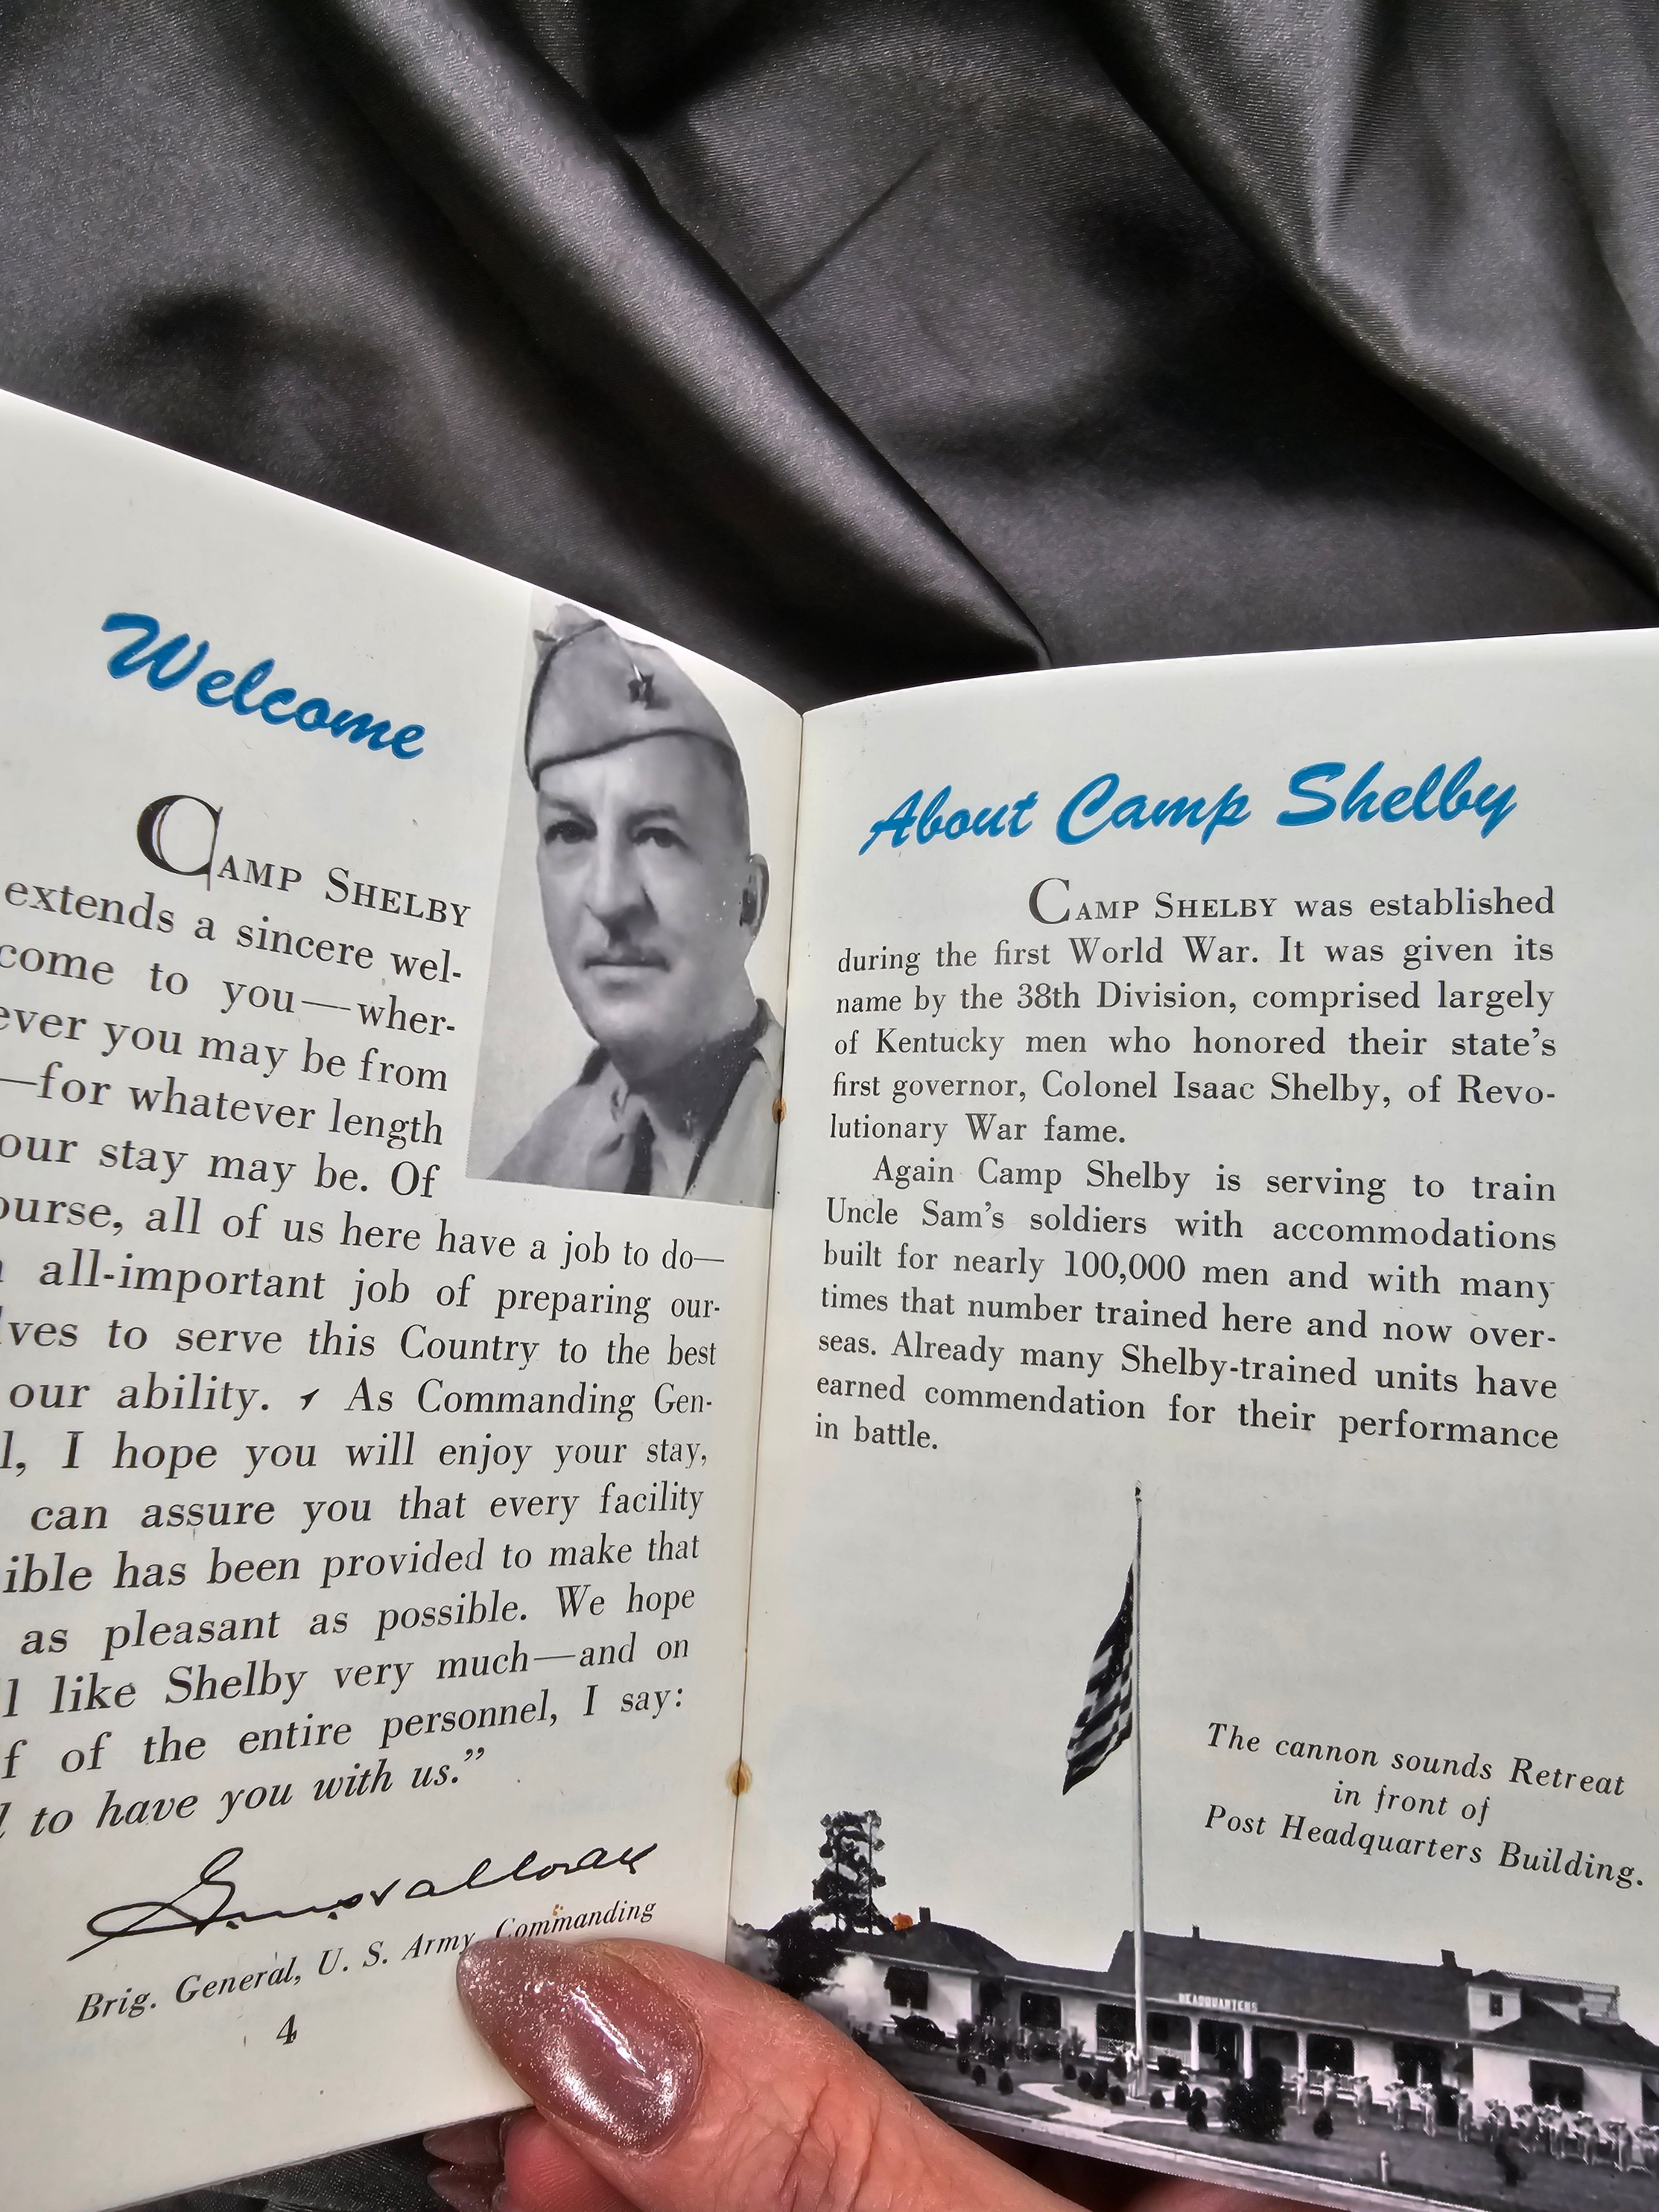 Welcome
CAMP SHELBY
extends a sincere wel-
come to you—wher-
ever you may be from
—for whatever length
our stay may be. Of
ourse, all of us here have a job to do—
all-important job of preparing our-
lves to serve this Country to the best
our ability. As Commanding Gen-
l, I hope you will enjoy your stay,
can assure you that every facility
ible has been provided to make that
as pleasant as possible. We hope
l like Shelby very much—and on
f of the entire personnel, I say:
to have you with us.”
Brig. General, U. S. Army, Commanding
4
About Camp Shelby
CAMP SHELBY was established
during the first World War. It was given its
name by the 38th Division, comprised largely
of Kentucky men who honored their state's
first governor, Colonel Isaac Shelby, of Revo-
lutionary War fame.
Again Camp Shelby is serving to train
Uncle Sam's soldiers with accommodations
built for nearly 100,000 men and with many
times that number trained here and now over-
seas. Already many Shelby-trained units have
earned commendation for their performance
in battle.
The cannon sounds Retreat
in front of
Post Headquarters Building.
HEADQUARTERS